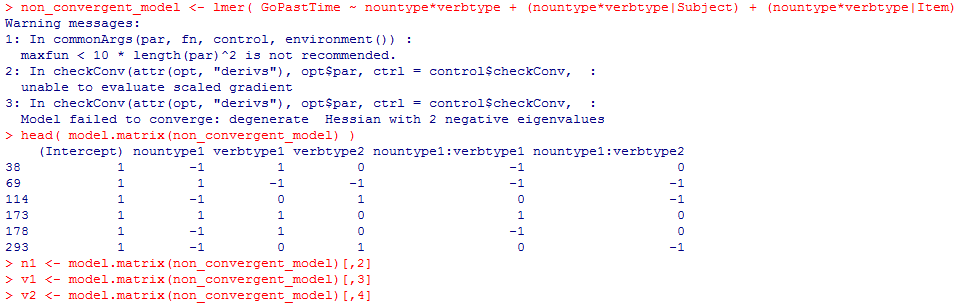 > non_convergent_model <- lmer( GoPastTime ~ nountype*verbtype + (nountype*verbtype|Subject) + (nountype*verbtype|Item)
Warning messages:
1: In commonArgs(par, fn, control, environment()) :
  maxfun < 10 * length(par)^2 is not recommended.
2: In checkConv(attr(opt, "derivs"), opt$par, ctrl = control$checkConv,  :
  unable to evaluate scaled gradient
3: In checkConv(attr(opt, "derivs"), opt$par, ctrl = control$checkConv,  :
  Model failed to converge: degenerate  Hessian with 2 negative eigenvalues
> head( model.matrix(non_convergent_model) )
    (Intercept) nountype1 verbtype1 verbtype2 nountype1:verbtype1 nountype1:verbtype2
38            1        -1         1         0                  -1                   0
69            1         1        -1        -1                  -1                  -1
114           1        -1         0         1                   0                  -1
173           1         1         1         0                   1                   0
178           1        -1         1         0                  -1                   0
293           1        -1         0         1                   0                  -1
> n1 <- model.matrix(non_convergent_model)[,2]
> v1 <- model.matrix(non_convergent_model)[,3]
> v2 <- model.matrix(non_convergent_model)[,4]